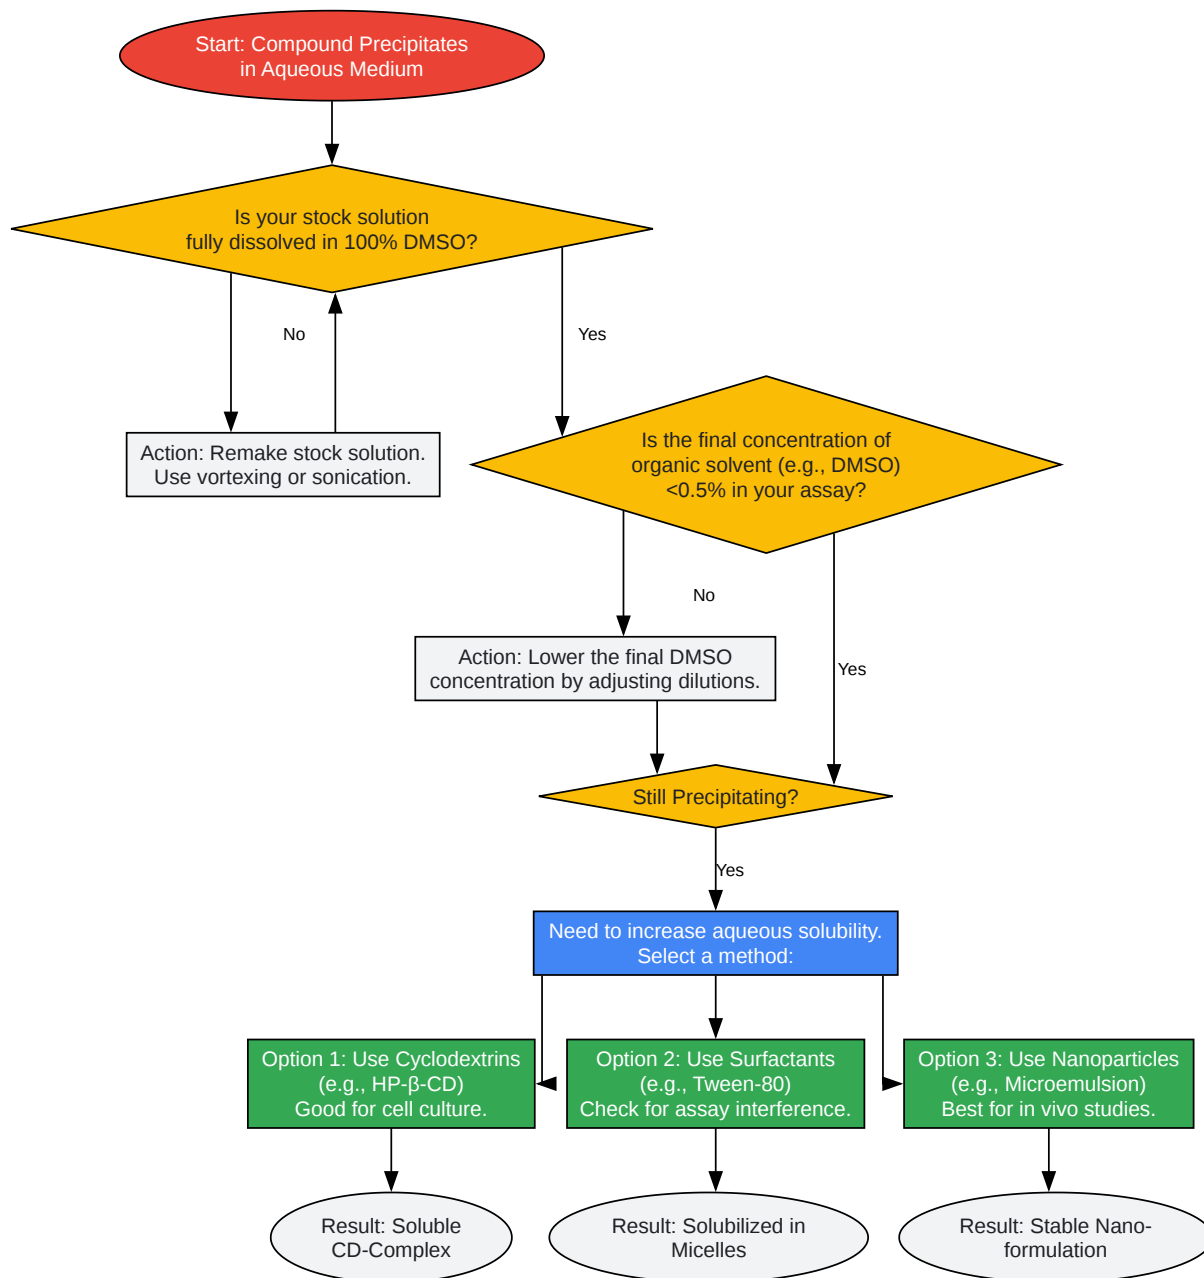 Start: Compound Precipitates
in Aqueous Medium
Is your stock solution
fully dissolved in 100% DMSO?
No
Yes
Action: Remake stock solution.
Use vortexing or sonication.
Is the final concentration of
organic solvent (e.g., DMSO)
<0.5% in your assay?
No
Action: Lower the final DMSO
concentration by adjusting dilutions.
Yes
Still Precipitating?
Yes
Need to increase aqueous solubility.
Select a method:
Option 1: Use Cyclodextrins
(e.g., HP-β-CD)
Good for cell culture.
Option 2: Use Surfactants
(e.g., Tween-80)
Check for assay interference.
Option 3: Use Nanoparticles
(e.g., Microemulsion)
Best for in vivo studies.
Result: Soluble
CD-Complex
Result: Solubilized in
Micelles
Result: Stable Nano-
formulation